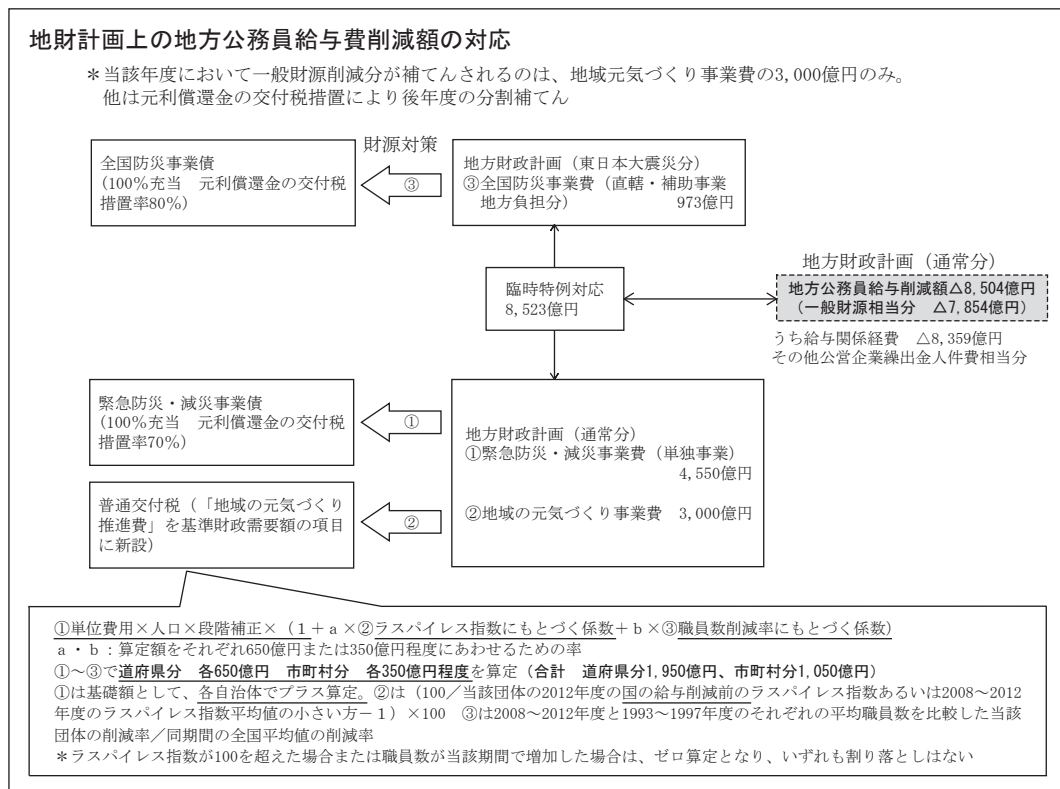 地財計画上の地方公務員給与費削減額の対応
＊当該年度において一般財源削減分が補てんされるのは、地域元気づくり事業費の3,000億円のみ。
他は元利償還金の交付税措置により後年度の分割補てん
全国防災事業債
(100％充当　元利償還金の交付税
措置率80％)
財源対策
③
地方財政計画（東日本大震災分）
③全国防災事業費（直轄・補助事業
地方負担分）　973億円
臨時特例対応
8,523億円
地方財政計画（通常分）
地方公務員給与削減額△8,504億円
（一般財源相当分　△7,854億円）
うち給与関係経費　△8,359億円
その他公営企業繰出金人件費相当分
緊急防災・減災事業債
(100％充当　元利償還金の交付税
措置率70％)
①
地方財政計画（通常分）
①緊急防災・減災事業費（単独事業）
4,550億円
②地域の元気づくり事業費　3,000億円
普通交付税（「地域の元気づくり
推進費」を基準財政需要額の項目
に新設）
②
①単位費用×人口×段階補正×（1＋a×②ラスパイレス指数にもとづく係数＋b×③職員数削減率にもとづく係数）
a・b：算定額をそれぞれ650億円または350億円程度にあわせるための率
①～③で道府県分　各650億円　市町村分　各350億円程度を算定（合計　道府県分1,950億円、市町村分1,050億円）
①は基礎額として、各自治体でプラス算定。②は（100／当該団体の2012年度の国の給与削減前のラスパイレス指数あるいは2008～2012
年度のラスパイレス指数平均値の小さい方－1）×100　③は2008～2012年度と1993～1997年度のそれぞれの平均職員数を比較した当該
団体の削減率／同期間の全国平均値の削減率
＊ラスパイレス指数が100を超えた場合または職員数が当該期間で増加した場合は、ゼロ算定となり、いずれも割り落としはない